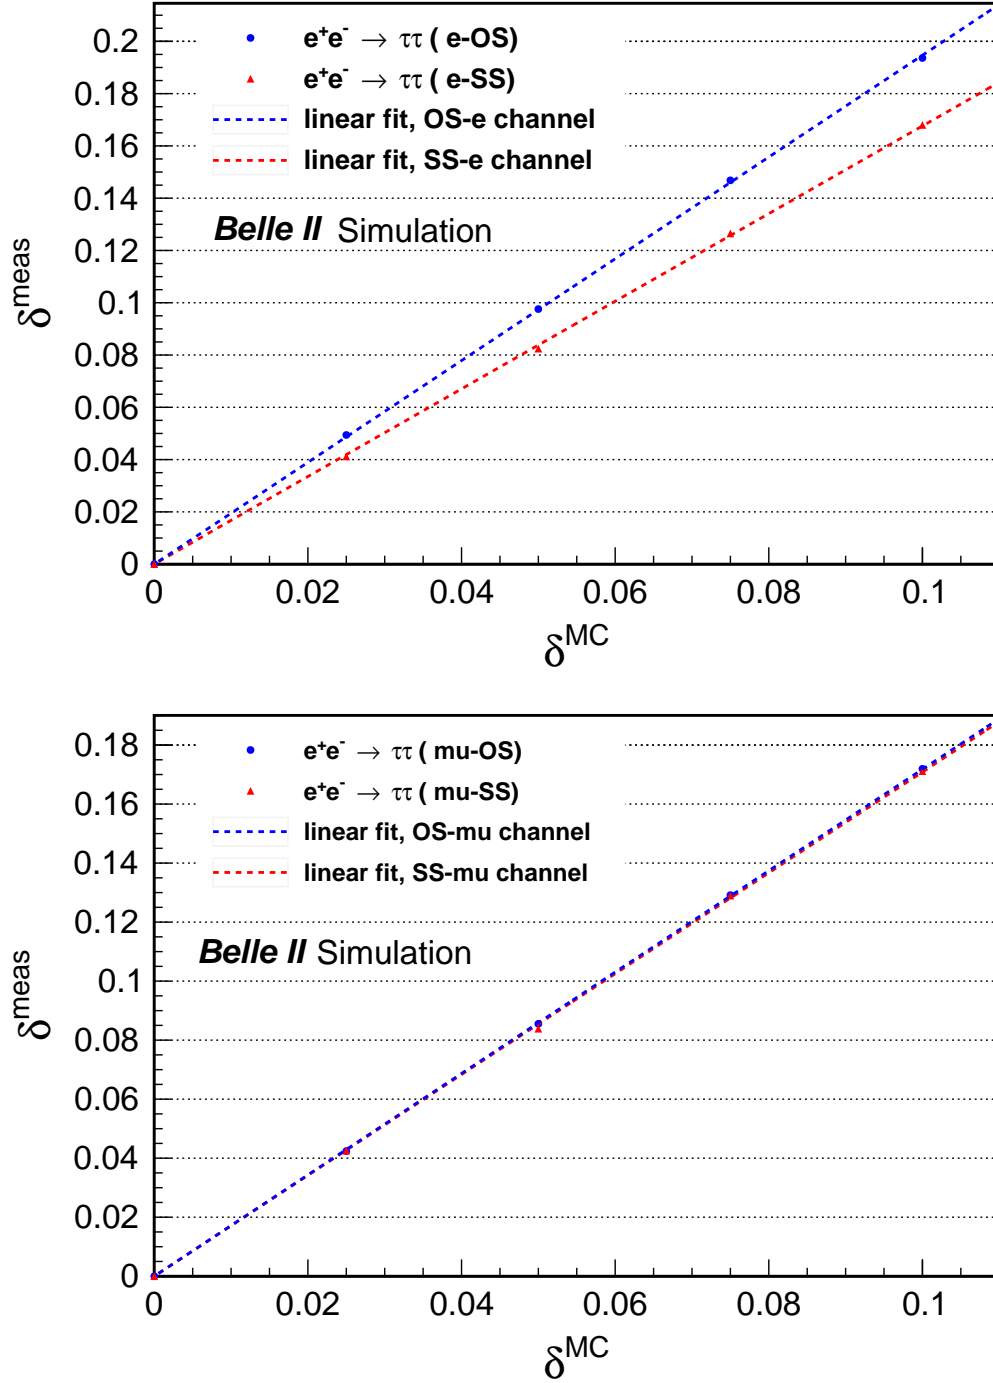 e⁺e⁻ → ττ ( e-OS)
e⁺e⁻ → ττ ( e-SS)
linear fit, OS-e channel
linear fit, SS-e channel
Belle II Simulation
δ^meas
0.2
0.18
0.16
0.14
0.12
0.1
0.08
0.06
0.04
0.02
0
0 0.02 0.04 0.06 0.08 0.1
δ^MC
e⁺e⁻ → ττ ( mu-OS)
e⁺e⁻ → ττ ( mu-SS)
linear fit, OS-mu channel
linear fit, SS-mu channel
Belle II Simulation
δ^meas
0.18
0.16
0.14
0.12
0.1
0.08
0.06
0.04
0.02
0
0 0.02 0.04 0.06 0.08 0.1
δ^MC